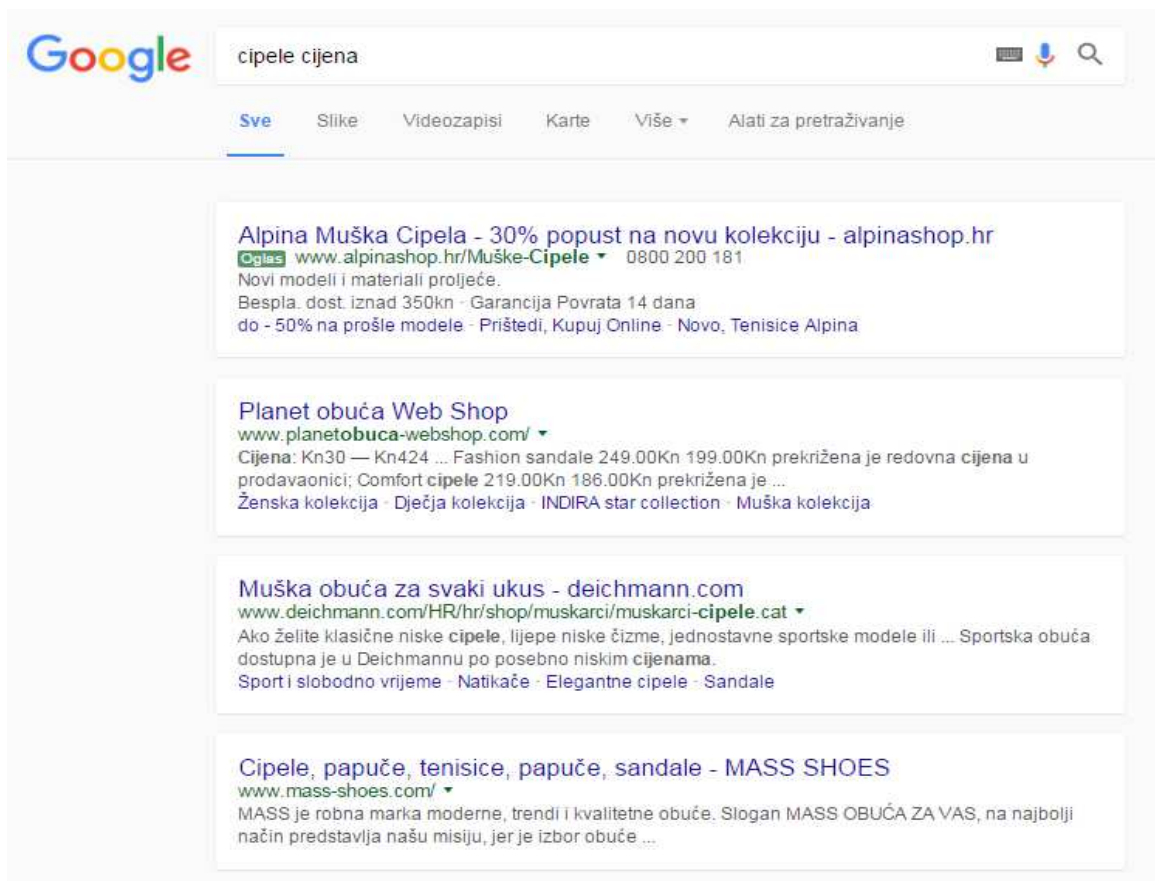 Google
cipele cijena
Sve Slike Videozapisi Karte Više Alati za pretraživanje
Alpina Muška Cipela - 30% popust na novu kolekciju - alpinashop.hr
Oglas www.alpinashop.hr/Muške-Cipele 0800 200 181
Novi modeli i materiali proljeće.
Bespla. dost. iznad 350kn · Garancija Povrata 14 dana
do - 50% na prošle modele · Prištedi, Kupuj Online · Novo, Tenisice Alpina
Planet obuća Web Shop
www.planetobuca-webshop.com/
Cijena: Kn30 — Kn424 ... Fashion sandale 249.00Kn 199.00Kn prekrižena je redovna cijena u
prodavaonici; Comfort cipele 219.00Kn 186.00Kn prekrižena je ...
Ženska kolekcija · Dječja kolekcija · INDIRA star collection · Muška kolekcija
Muška obuća za svaki ukus - deichmann.com
www.deichmann.com/HR/hr/shop/muskarci/muskarci-cipele.cat
Ako želite klasične niske cipele, lijepe niske čizme, jednostavne sportske modele ili ... Sportska obuća
dostupna je u Deichmannu po posebno niskim cijenama.
Sport i slobodno vrijeme · Natikače · Elegantne cipele · Sandale
Cipele, papuče, tenisice, papuče, sandale - MASS SHOES
www.mass-shoes.com/
MASS je robna marka moderne, trendi i kvalitetne obuće. Slogan MASS OBUĆA ZA VAS, na najbolji
način predstavlja našu misiju, jer je izbor obuće ...